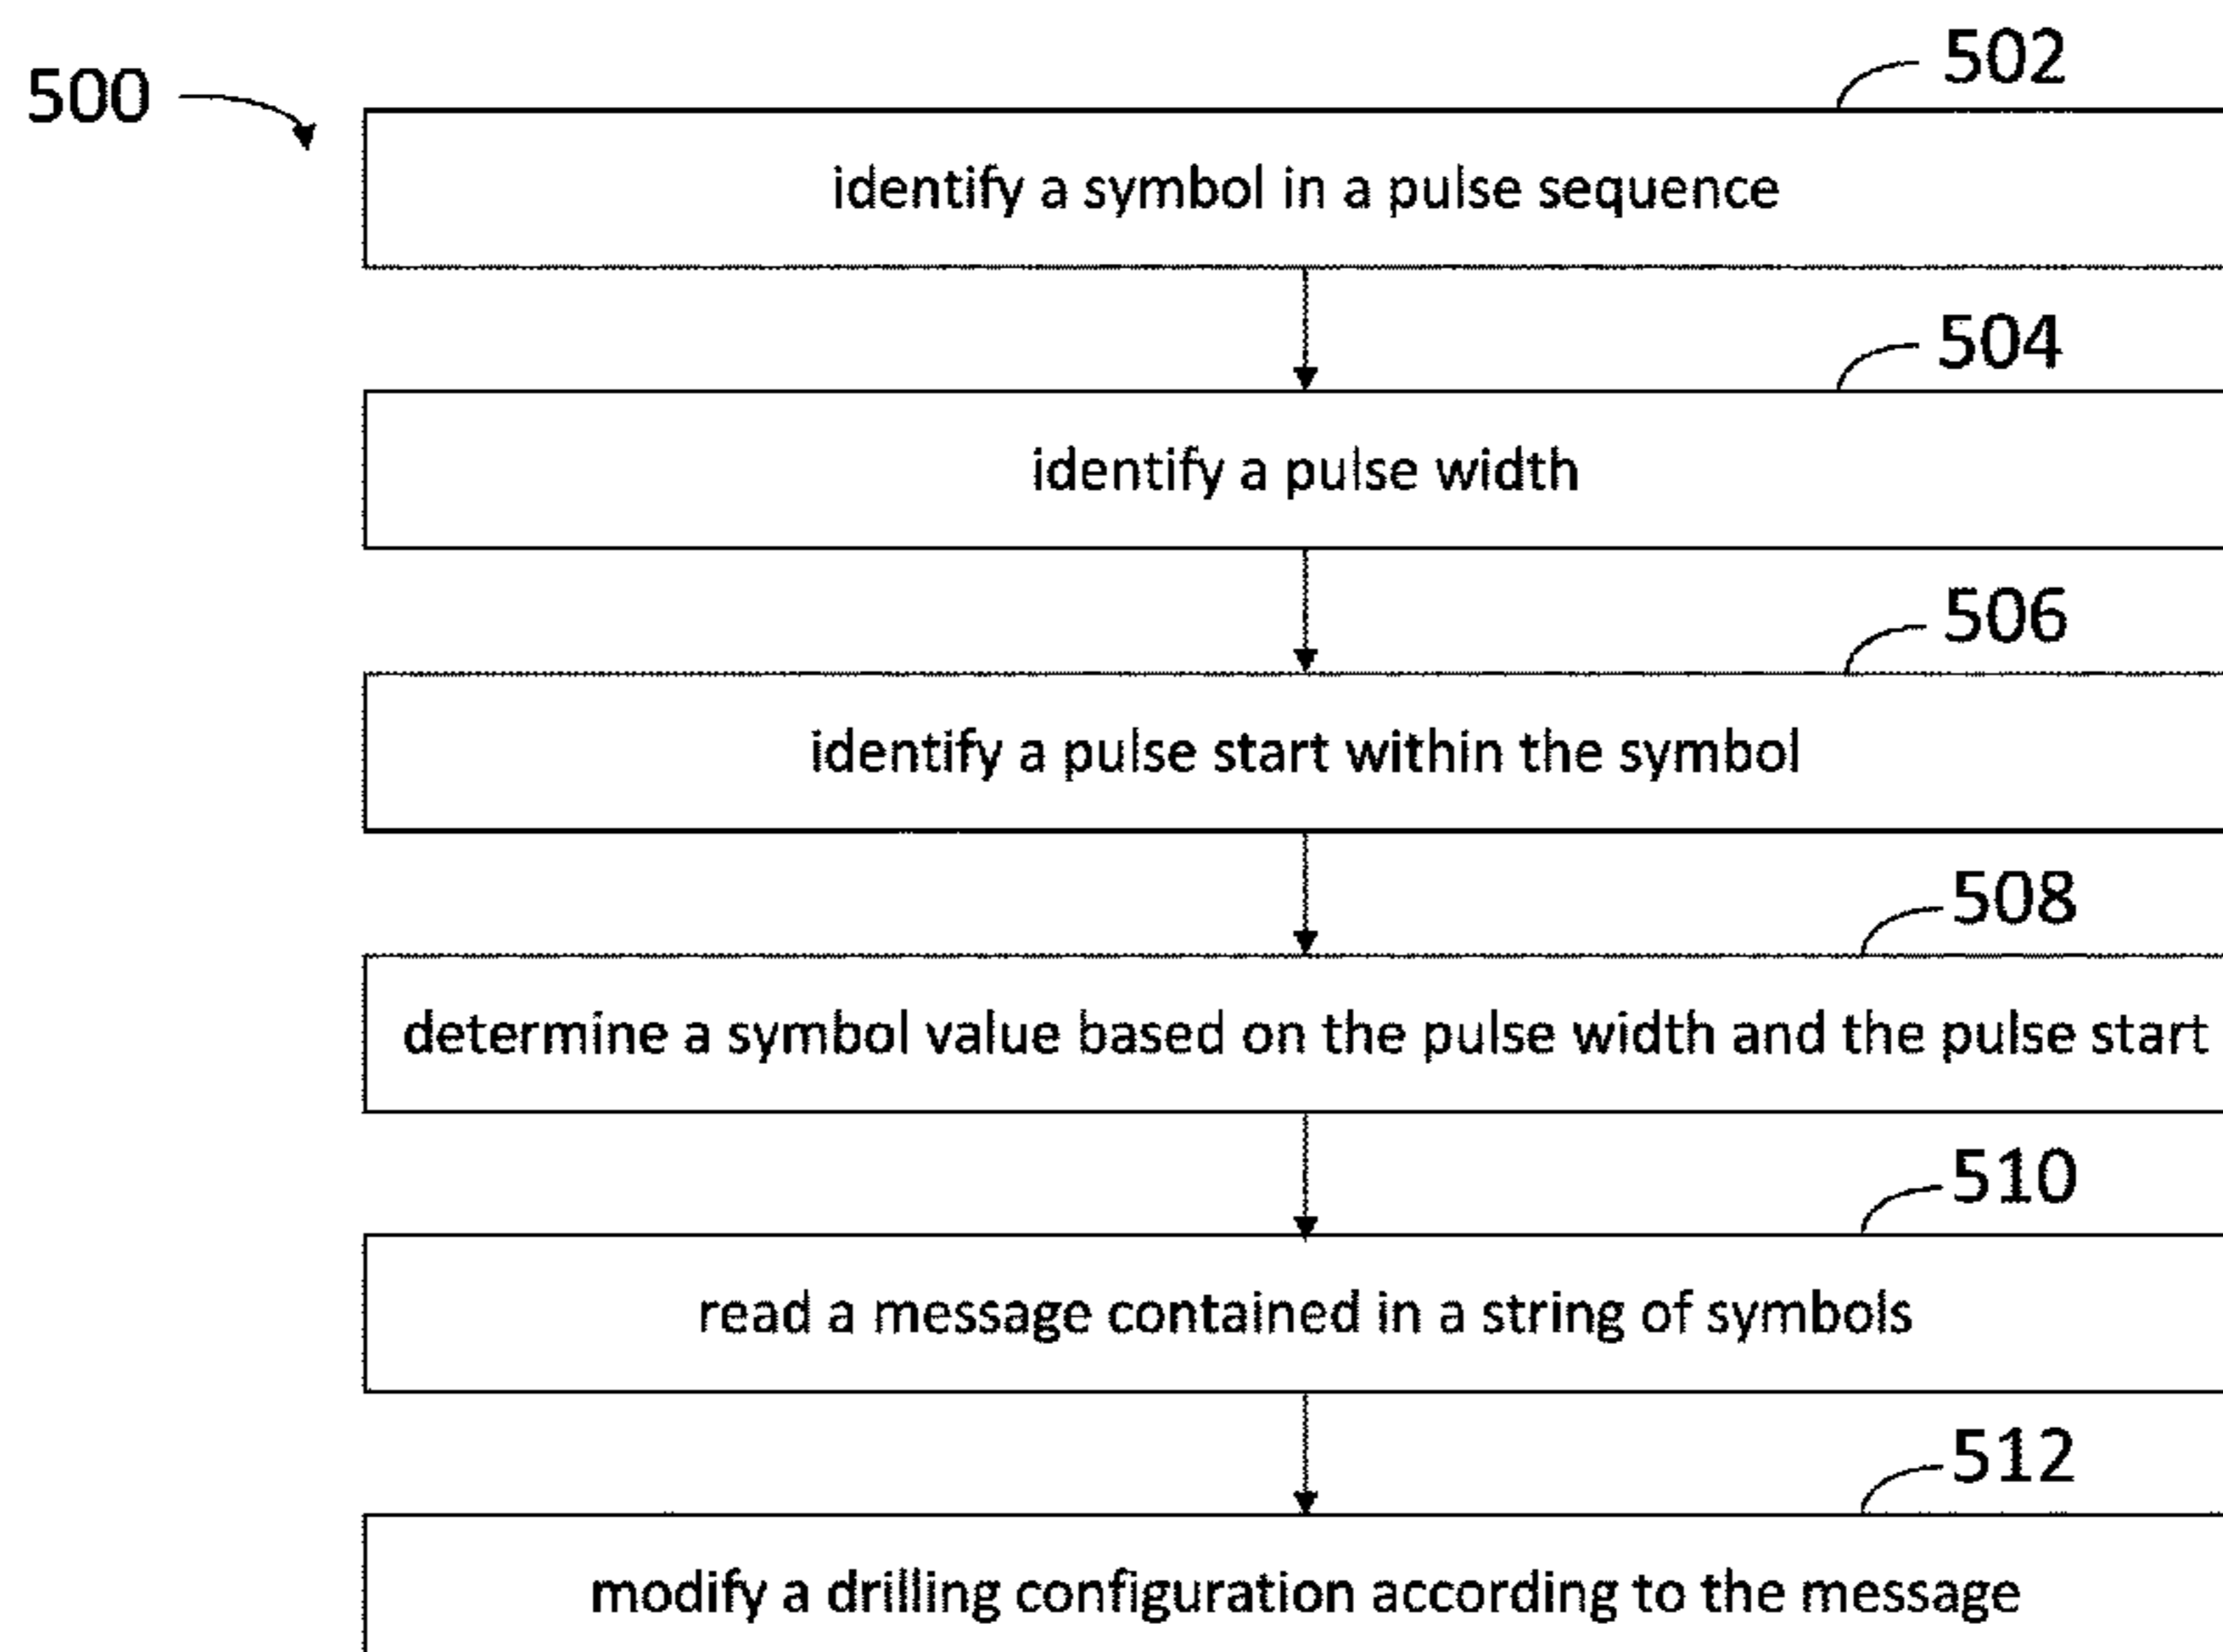 502
500
identify a symbol in a pulse sequence
504
identify a pulse width
506
identify a pulse start within the symbol
508
determine a symbol value based on the pulse width and the pulse start
510
read a message contained in a string of symbols
512
modify a drilling configuration according to the message